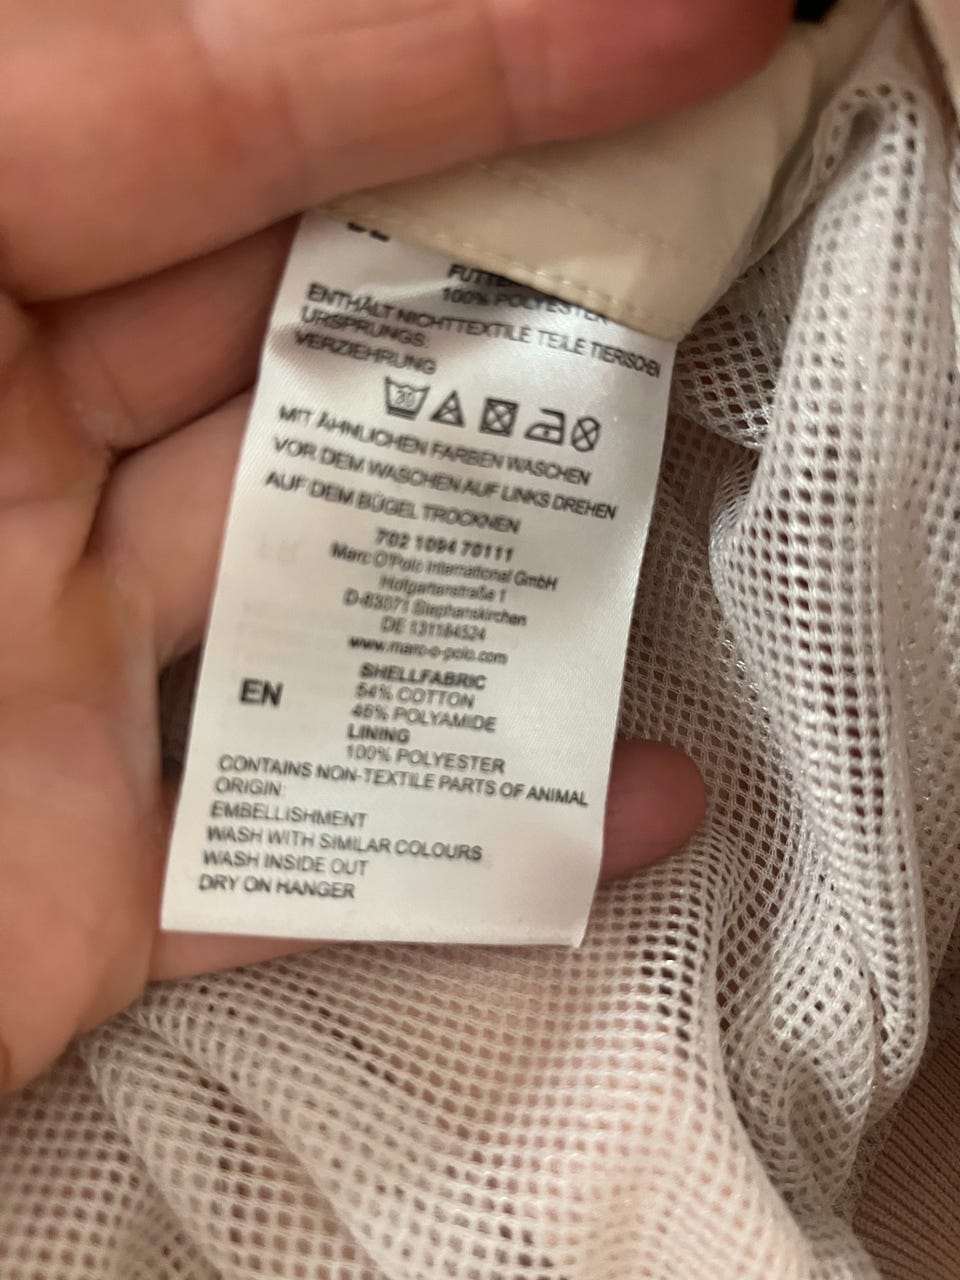 100% POLYESTER
ENTHÄLT NICHTTEXTILE TEILE TIERISCHEN
URSPRUNGS:
VERZIEHRUNG
30
MIT ÄHNLICHEN FARBEN WASCHEN
VOR DEM WASCHEN AUF LINKS DREHEN
AUF DEM BÜGEL TROCKNEN
702 1094 70111
Marc O'Polo International GmbH
Hofgartenstraße 1
D-83071 Stephanskirchen
DE 131164524
www.marc-o-polo.com
EN
SHELLFABRIC
54% COTTON
46% POLYAMIDE
LINING
100% POLYESTER
CONTAINS NON-TEXTILE PARTS OF ANIMAL
ORIGIN:
EMBELLISHMENT
WASH WITH SIMILAR COLOURS
WASH INSIDE OUT
DRY ON HANGER